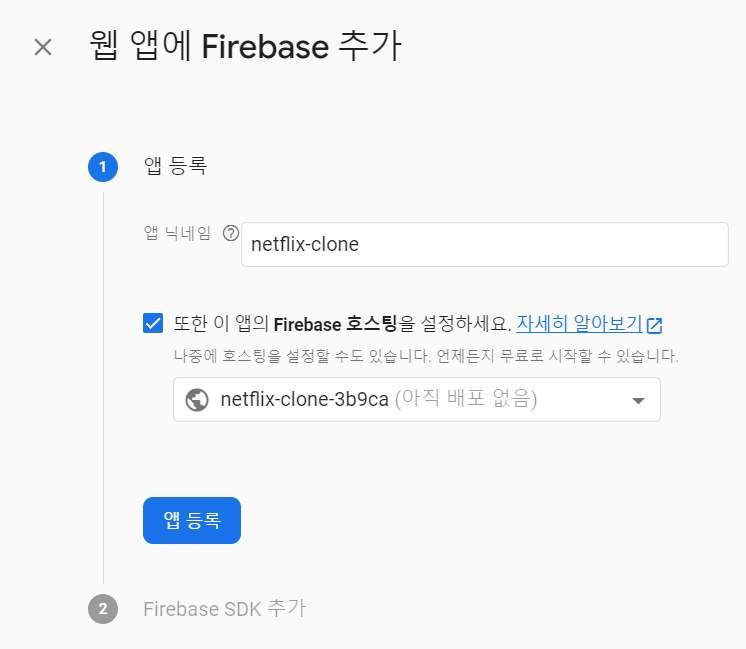 웹 앱에 Firebase 추가
1 앱 등록
앱 닉네임 ?
netflix-clone
또한 이 앱의 Firebase 호스팅을 설정하세요. 자세히 알아보기
나중에 호스팅을 설정할 수도 있습니다. 언제든지 무료로 시작할 수 있습니다.
netflix-clone-3b9ca (아직 배포 없음)
앱 등록
2 Firebase SDK 추가